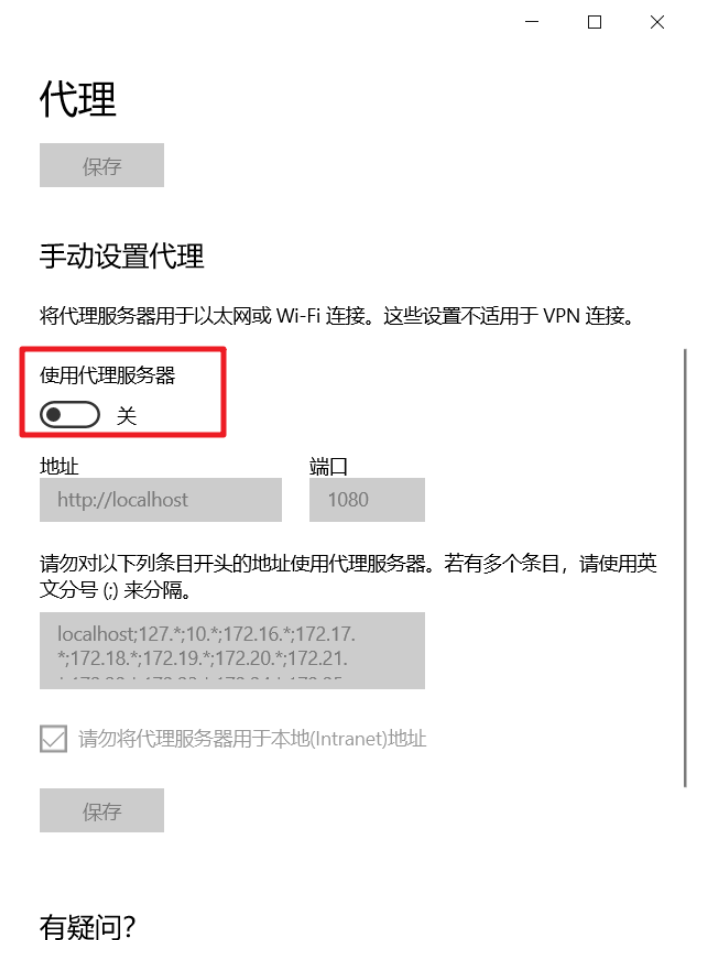 代理
保存
手动设置代理
将代理服务器用于以太网或 Wi-Fi 连接。这些设置不适用于 VPN 连接。
使用代理服务器
关
地址 端口
http://localhost 1080
请勿对以下列条目开头的地址使用代理服务器。若有多个条目，请使用英
文分号 (;) 来分隔。
localhost;127.*;10.*;172.16.*;172.17.
*;172.18.*;172.19.*;172.20.*;172.21.
请勿将代理服务器用于本地(Intranet)地址
保存
有疑问?